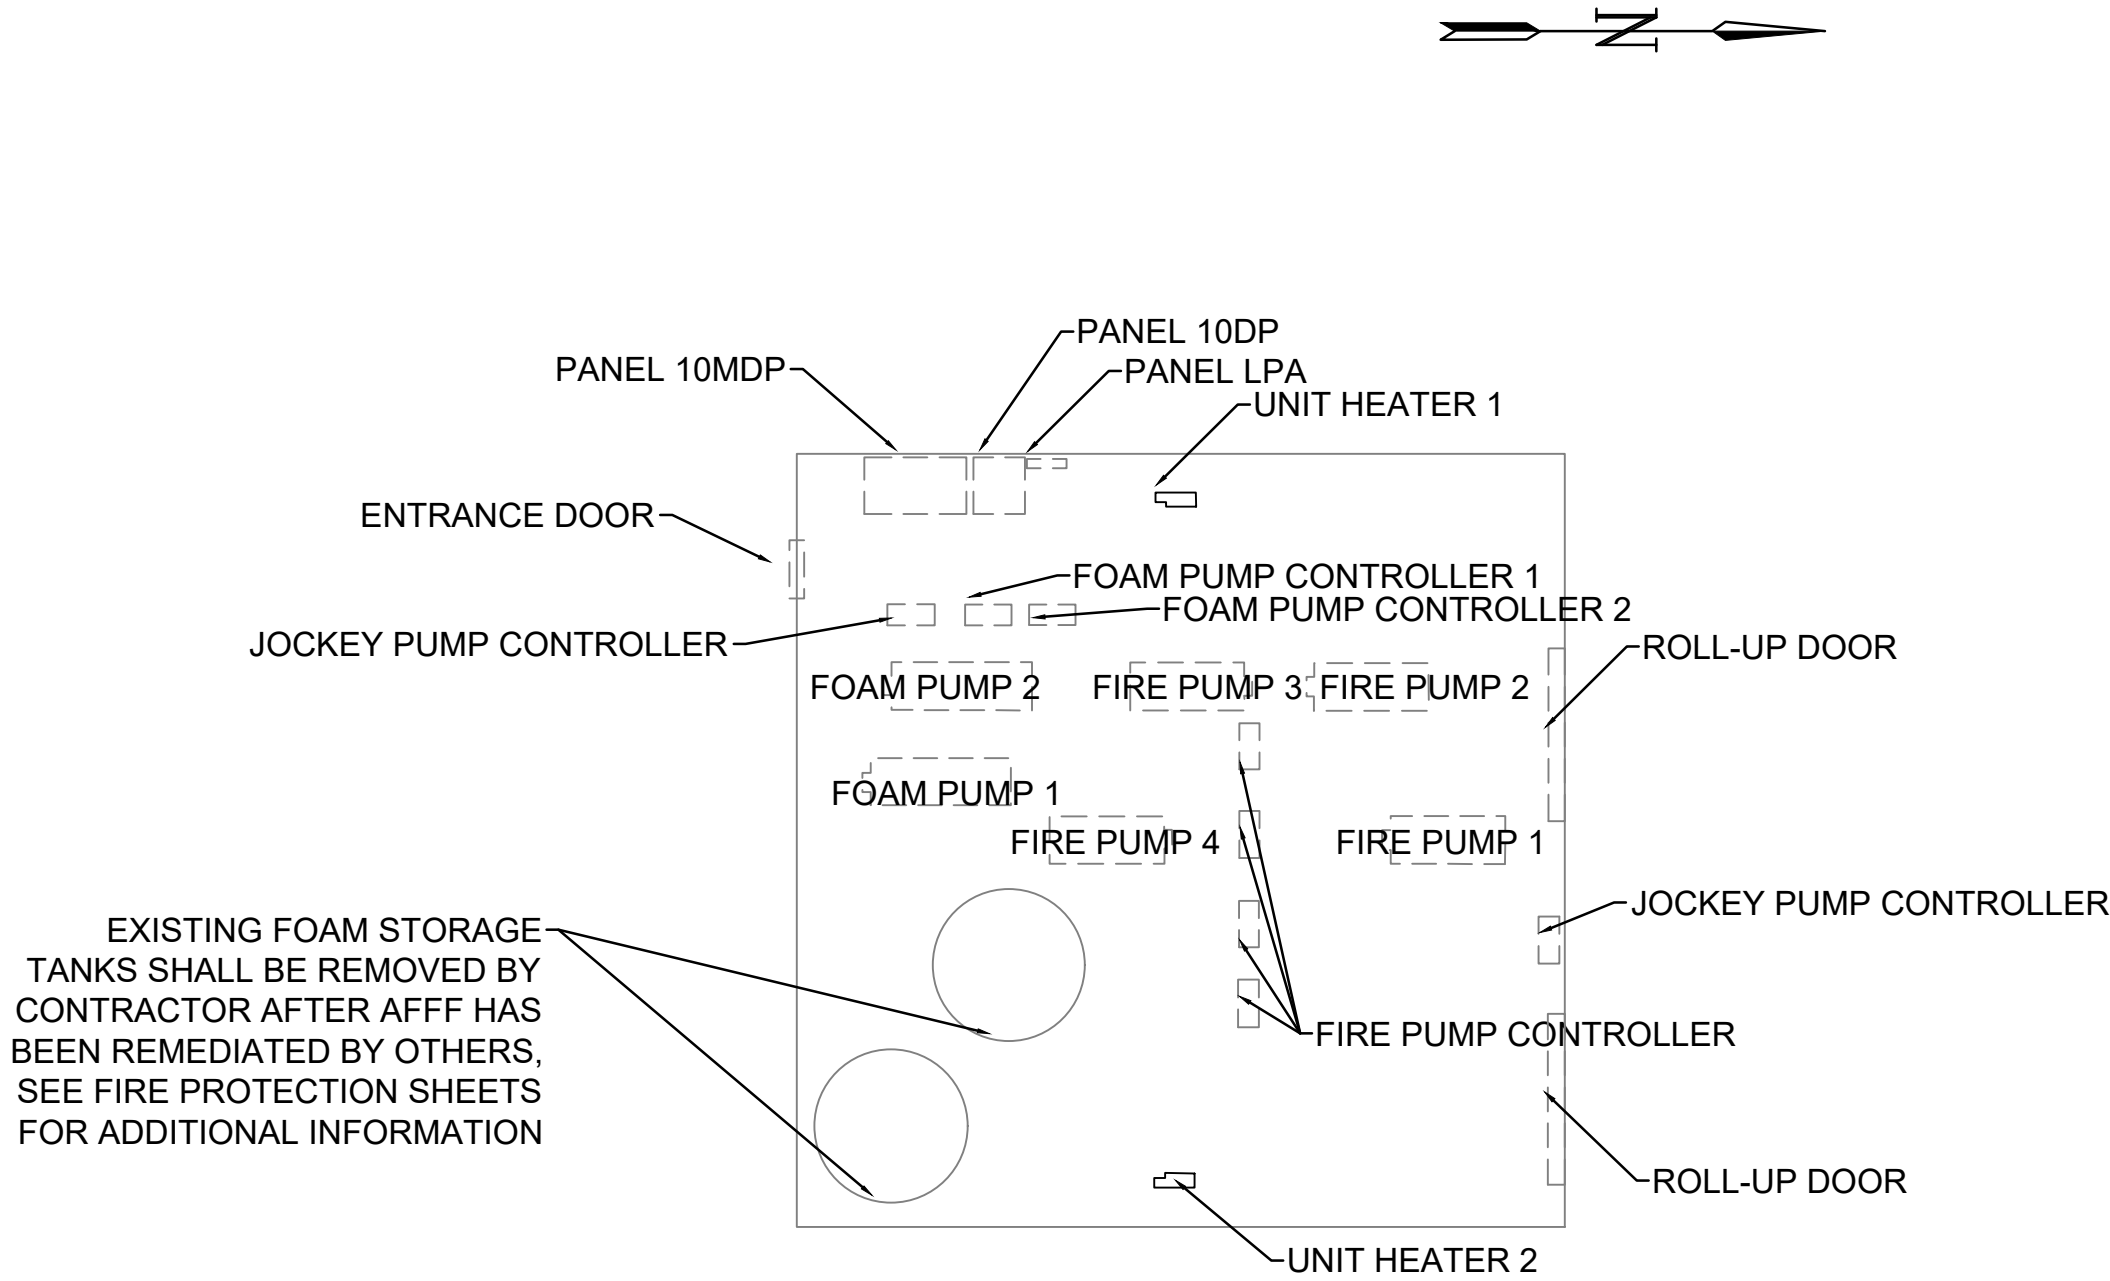 N
PANEL 10DP
PANEL 10MDP
PANEL LPA
UNIT HEATER 1
ENTRANCE DOOR
FOAM PUMP CONTROLLER 1
FOAM PUMP CONTROLLER 2
JOCKEY PUMP CONTROLLER
ROLL-UP DOOR
FOAM PUMP 2
FIRE PUMP 3
FIRE PUMP 2
FOAM PUMP 1
FIRE PUMP 4
FIRE PUMP 1
JOCKEY PUMP CONTROLLER
EXISTING FOAM STORAGE
TANKS SHALL BE REMOVED BY
CONTRACTOR AFTER AFFF HAS
BEEN REMEDIATED BY OTHERS,
SEE FIRE PROTECTION SHEETS
FOR ADDITIONAL INFORMATION
FIRE PUMP CONTROLLER
ROLL-UP DOOR
UNIT HEATER 2